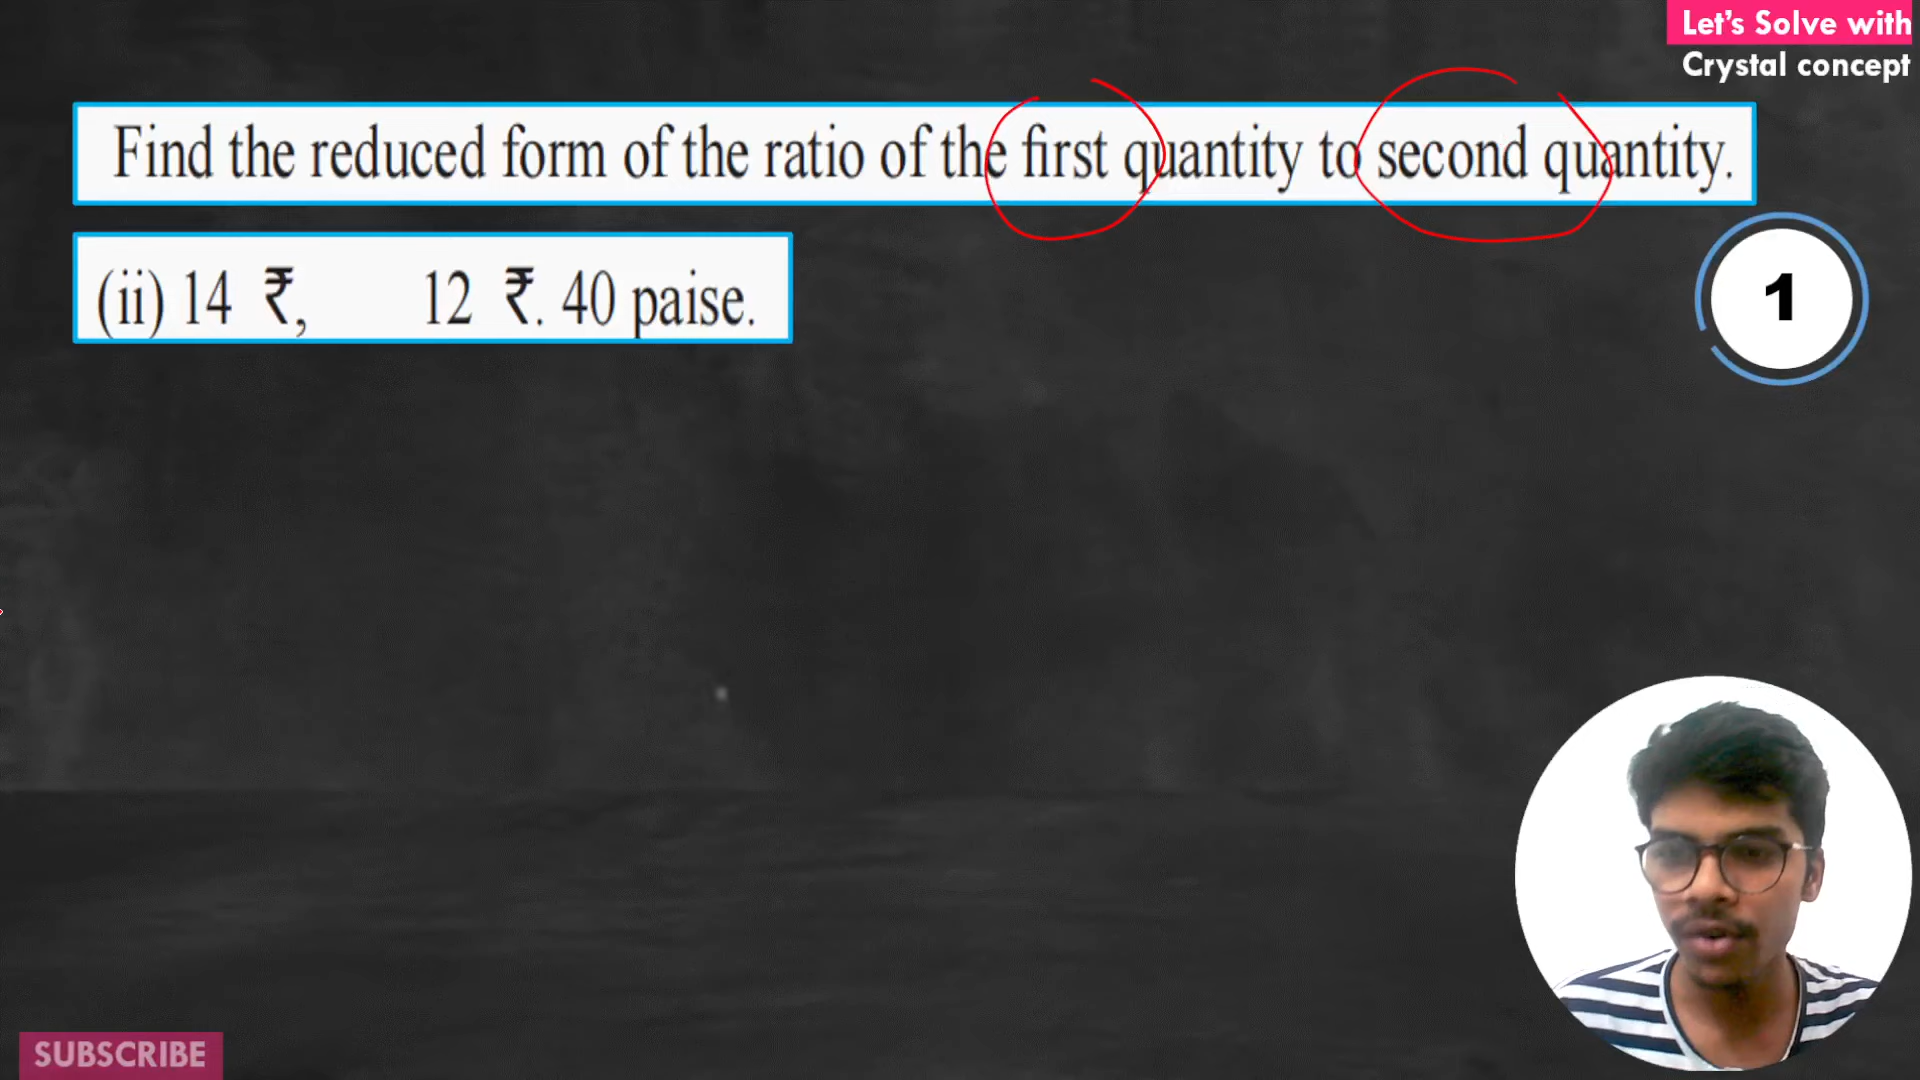 Let's Solve with
Crystal concept
Find the reduced form of the ratio of the first quantity to second quantity.
(ii) 14 ₹, 12 ₹. 40 paise.
1
SUBSCRIBE